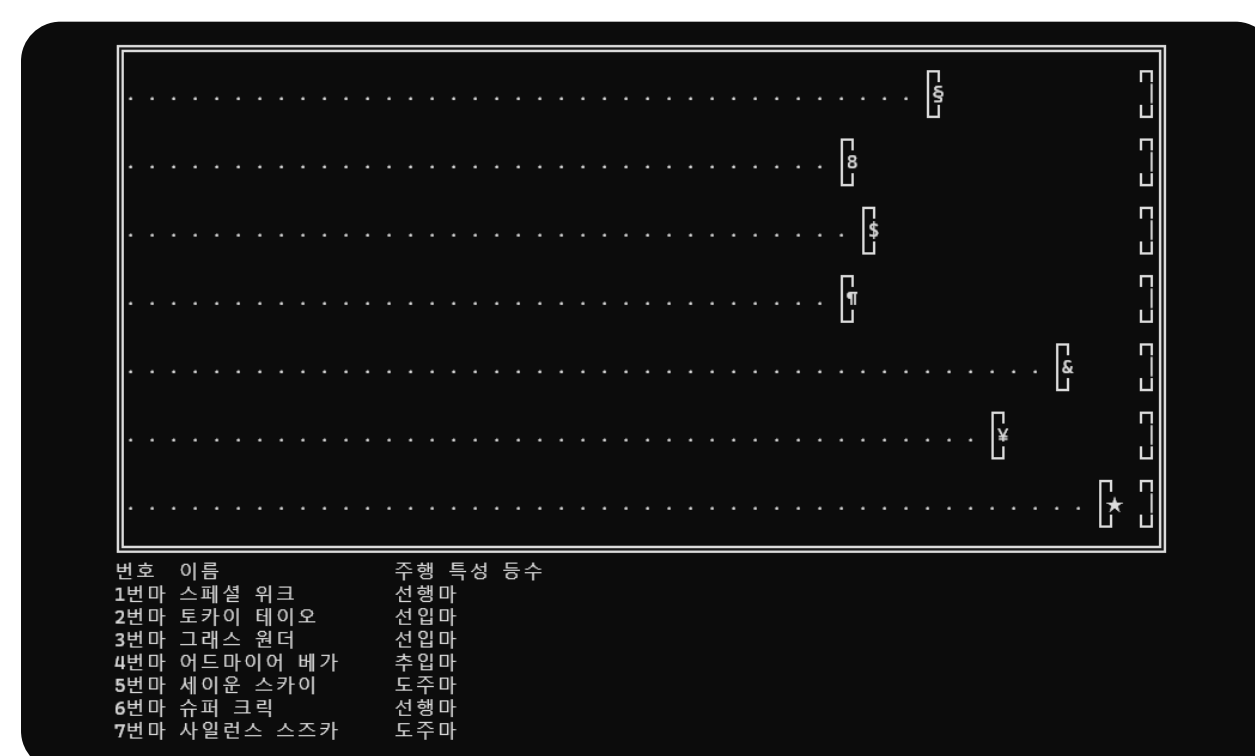 . . . . . . . . . . . . . . . . . . . . . . . . . . . . . . . . . . . . . §
. . . . . . . . . . . . . . . . . . . . . . . . . . . . . . . . . 8
. . . . . . . . . . . . . . . . . . . . . . . . . . . . . . . . . . $
. . . . . . . . . . . . . . . . . . . . . . . . . . . . . . . . . ¶
. . . . . . . . . . . . . . . . . . . . . . . . . . . . . . . . . . . . . . . . . . . &
. . . . . . . . . . . . . . . . . . . . . . . . . . . . . . . . . . . . . . . . ¥
. . . . . . . . . . . . . . . . . . . . . . . . . . . . . . . . . . . . . . . . . . . . . ★
번호 이름 주행 특성 등수
1번마 스페셜 위크 선행마
2번마 토카이 테이오 선입마
3번마 그래스 원더 선입마
4번마 어드마이어 베가 추입마
5번마 세이운 스카이 도주마
6번마 슈퍼 크릭 선행마
7번마 사일런스 스즈카 도주마